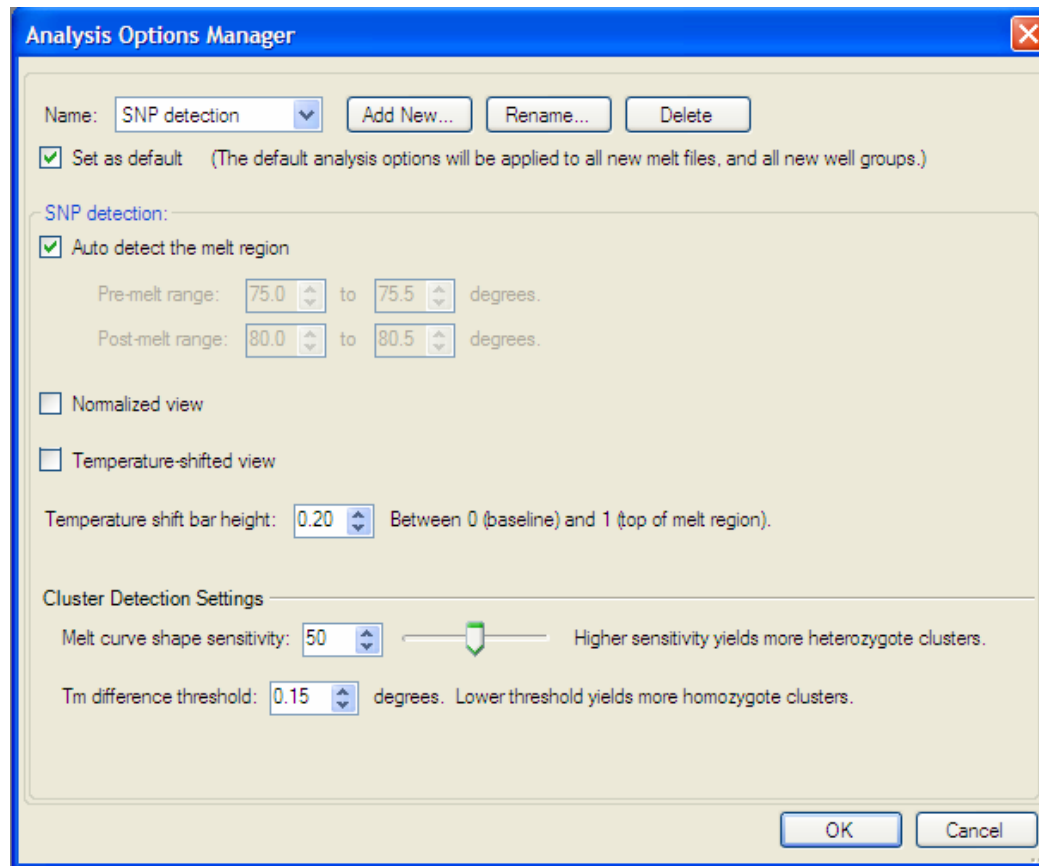 Analysis Options Manager
Name: SNP detection Add New... Rename... Delete
Set as default (The default analysis options will be applied to all new melt files, and all new well groups.)
SNP detection:
Auto detect the melt region
Pre-melt range: 75.0 to 75.5 degrees.
Post-melt range: 80.0 to 80.5 degrees.
Normalized view
Temperature-shifted view
Temperature shift bar height: 0.20 Between 0 (baseline) and 1 (top of melt region).
Cluster Detection Settings
Melt curve shape sensitivity: 50 Higher sensitivity yields more heterozygote clusters.
Tm difference threshold: 0.15 degrees. Lower threshold yields more homozygote clusters.
OK Cancel